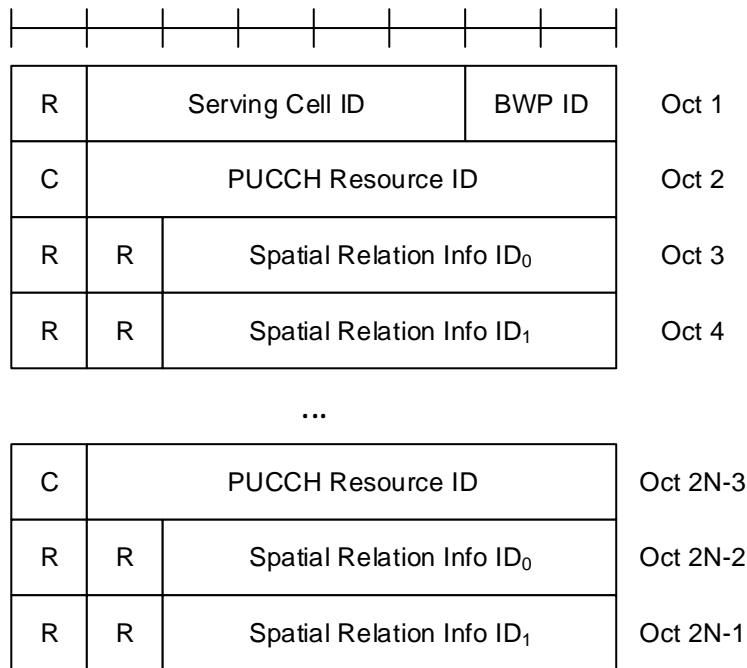 R Serving Cell ID BWP ID Oct 1
C PUCCH Resource ID Oct 2
R R Spatial Relation Info ID₀ Oct 3
R R Spatial Relation Info ID₁ Oct 4
...
C PUCCH Resource ID Oct 2N-3
R R Spatial Relation Info ID₀ Oct 2N-2
R R Spatial Relation Info ID₁ Oct 2N-1